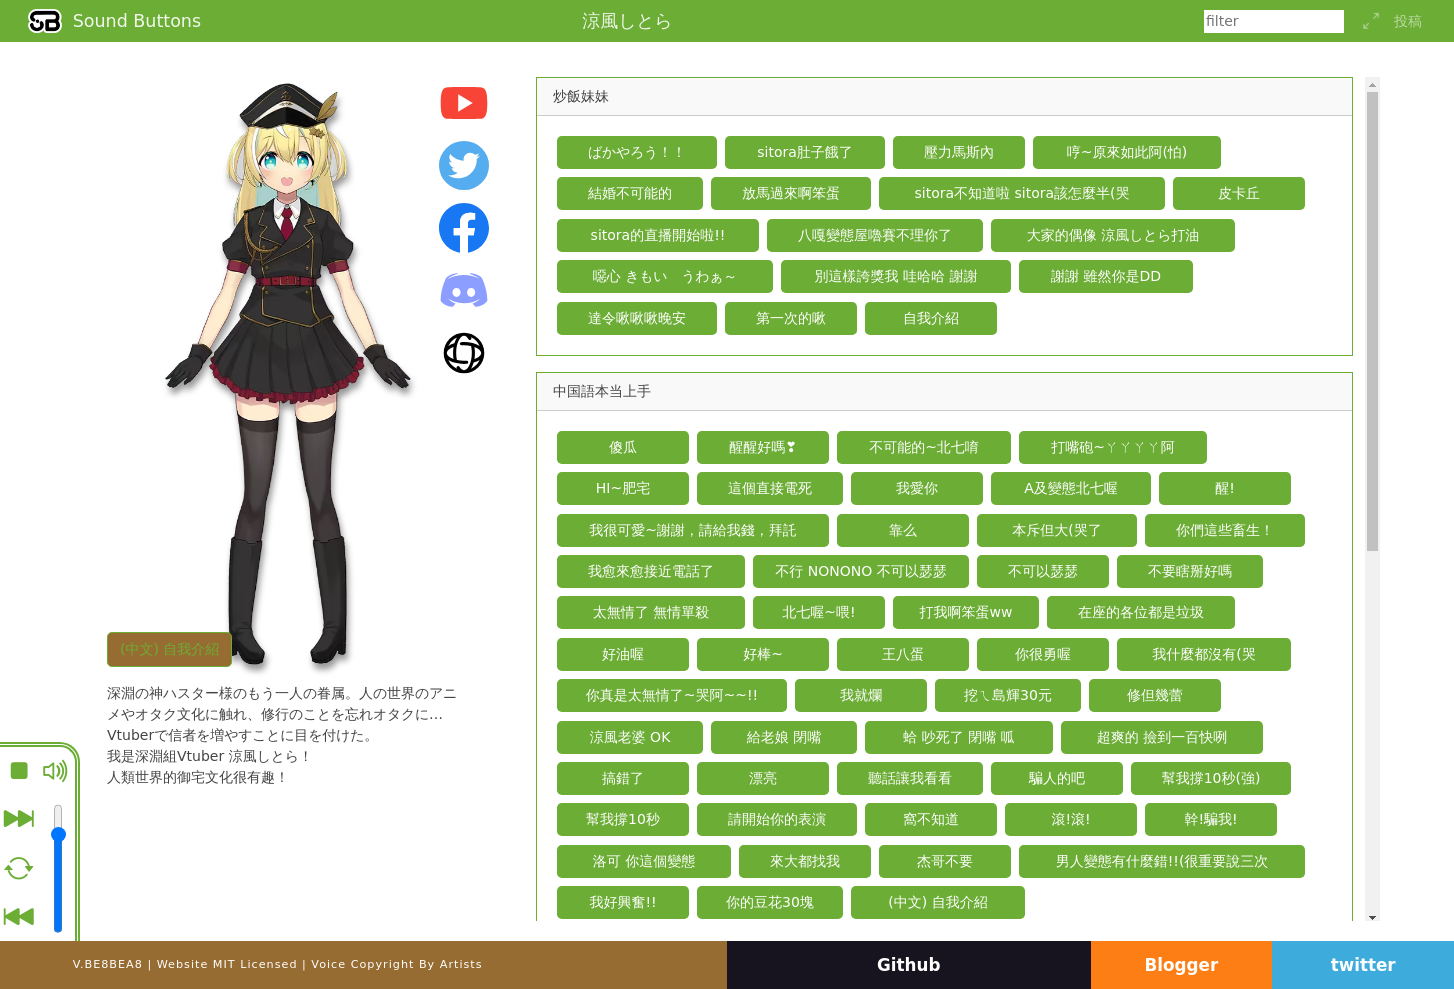 Sound Buttons
涼風しとら
filter
投稿
炒飯妹妹
ばかやろう！！
sitora肚子餓了
壓力馬斯內
哼~原來如此阿(怕)
結婚不可能的
放馬過來啊笨蛋
sitora不知道啦 sitora該怎麼半(哭
皮卡丘
sitora的直播開始啦!!
八嘎變態屋嚕賽不理你了
大家的偶像 涼風しとら打油
噁心 きもい　うわぁ～
別這樣誇獎我 哇哈哈 謝謝
謝謝 雖然你是DD
達令啾啾啾晚安
第一次的啾
自我介紹
中国語本当上手
傻瓜
醒醒好嗎❣
不可能的~北七唷
打嘴砲~ㄚㄚㄚㄚ阿
HI~肥宅
這個直接電死
我愛你
A及變態北七喔
醒!
我很可愛~謝謝，請給我錢，拜託
靠么
本斥但大(哭了
你們這些畜生！
我愈來愈接近電話了
不行 NONONO 不可以瑟瑟
不可以瑟瑟
不要瞎掰好嗎
太無情了 無情單殺
北七喔~喂!
打我啊笨蛋ww
在座的各位都是垃圾
好油喔
好棒~
王八蛋
你很勇喔
我什麼都沒有(哭
你真是太無情了~哭阿~~!!
我就爛
挖ㄟ島輝30元
修但幾蕾
涼風老婆 OK
給老娘 閉嘴
蛤 吵死了 閉嘴 呱
超爽的 撿到一百快咧
搞錯了
漂亮
聽話讓我看看
騙人的吧
幫我撐10秒(強)
幫我撐10秒
請開始你的表演
窩不知道
滾!滾!
幹!騙我!
洛可 你這個變態
來大都找我
杰哥不要
男人變態有什麼錯!!(很重要說三次
我好興奮!!
你的豆花30塊
(中文) 自我介紹
(中文) 自我介紹
深淵の神ハスター様のもう一人の眷属。人の世界のアニ
メやオタク文化に触れ、修行のことを忘れオタクに…
Vtuberで信者を増やすことに目を付けた。
我是深淵組Vtuber 涼風しとら！
人類世界的御宅文化很有趣！
V.BE8BEA8 | Website MIT Licensed | Voice Copyright By Artists
Github
Blogger
twitter